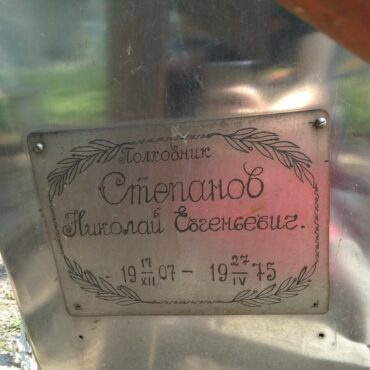 Полковник
Степанов
Николай Евгеньевич.
19 17/XII 07 – 19 27/IV 75